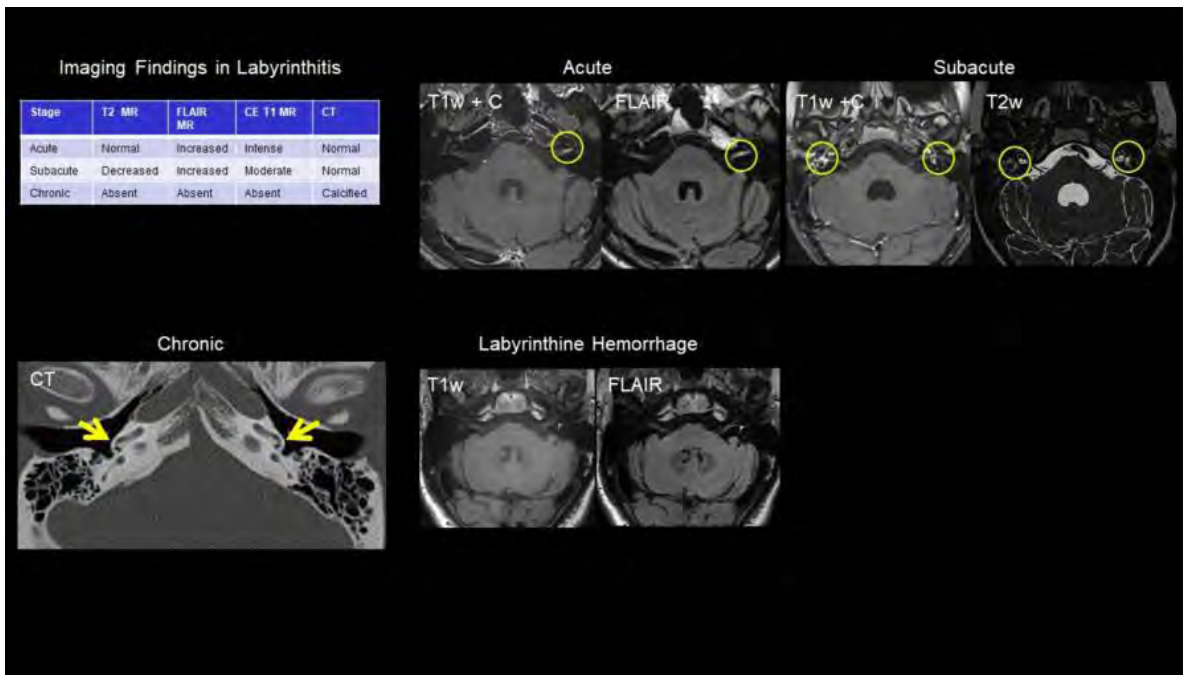 Imaging Findings in Labyrinthitis
Stage T2 MR FLAIR MR CE T1 MR CT
Acute Normal Increased Intense Normal
Subacute Decreased Increased Moderate Normal
Chronic Absent Absent Absent Calcified
Acute
T1w + C
FLAIR
Subacute
T1w +C
T2w
Chronic
CT
Labyrinthine Hemorrhage
T1w
FLAIR